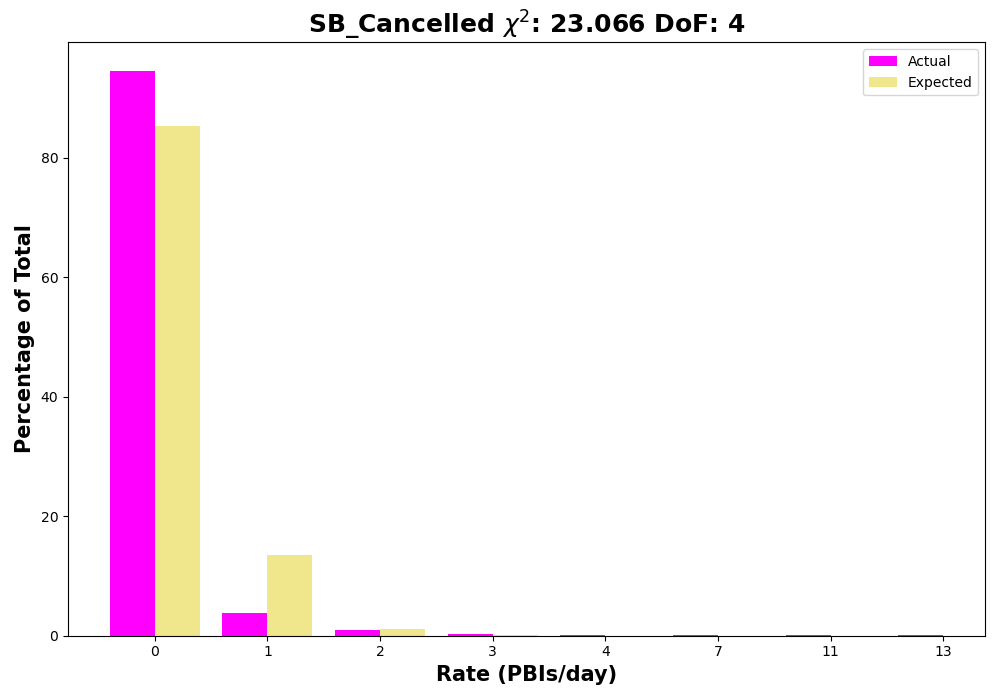 SB_Cancelled χ²: 23.066 DoF: 4
Actual
Expected
Percentage of Total
80
60
40
20
0
0 1 2 3 4 7 11 13
Rate (PBIs/day)